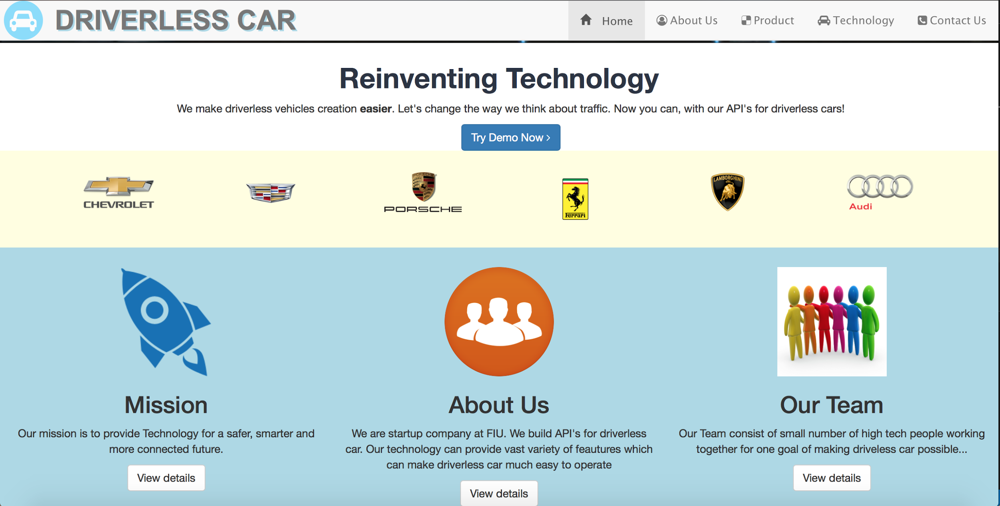 DRIVERLESS CAR
Home
About Us
Product
Technology
Contact Us
Reinventing Technology
We make driverless vehicles creation easier. Let's change the way we think about traffic. Now you can, with our API's for driverless cars!
Try Demo Now ›
CHEVROLET
PORSCHE
PORSCHE
Ferrari
LAMBORGHINI
Audi
Mission
Our mission is to provide Technology for a safer, smarter and
more connected future.
View details
About Us
We are startup company at FIU. We build API's for driverless
car. Our technology can provide vast variety of feautures which
can make driverless car much easy to operate
View details
Our Team
Our Team consist of small number of high tech people working
together for one goal of making driveless car possible...
View details